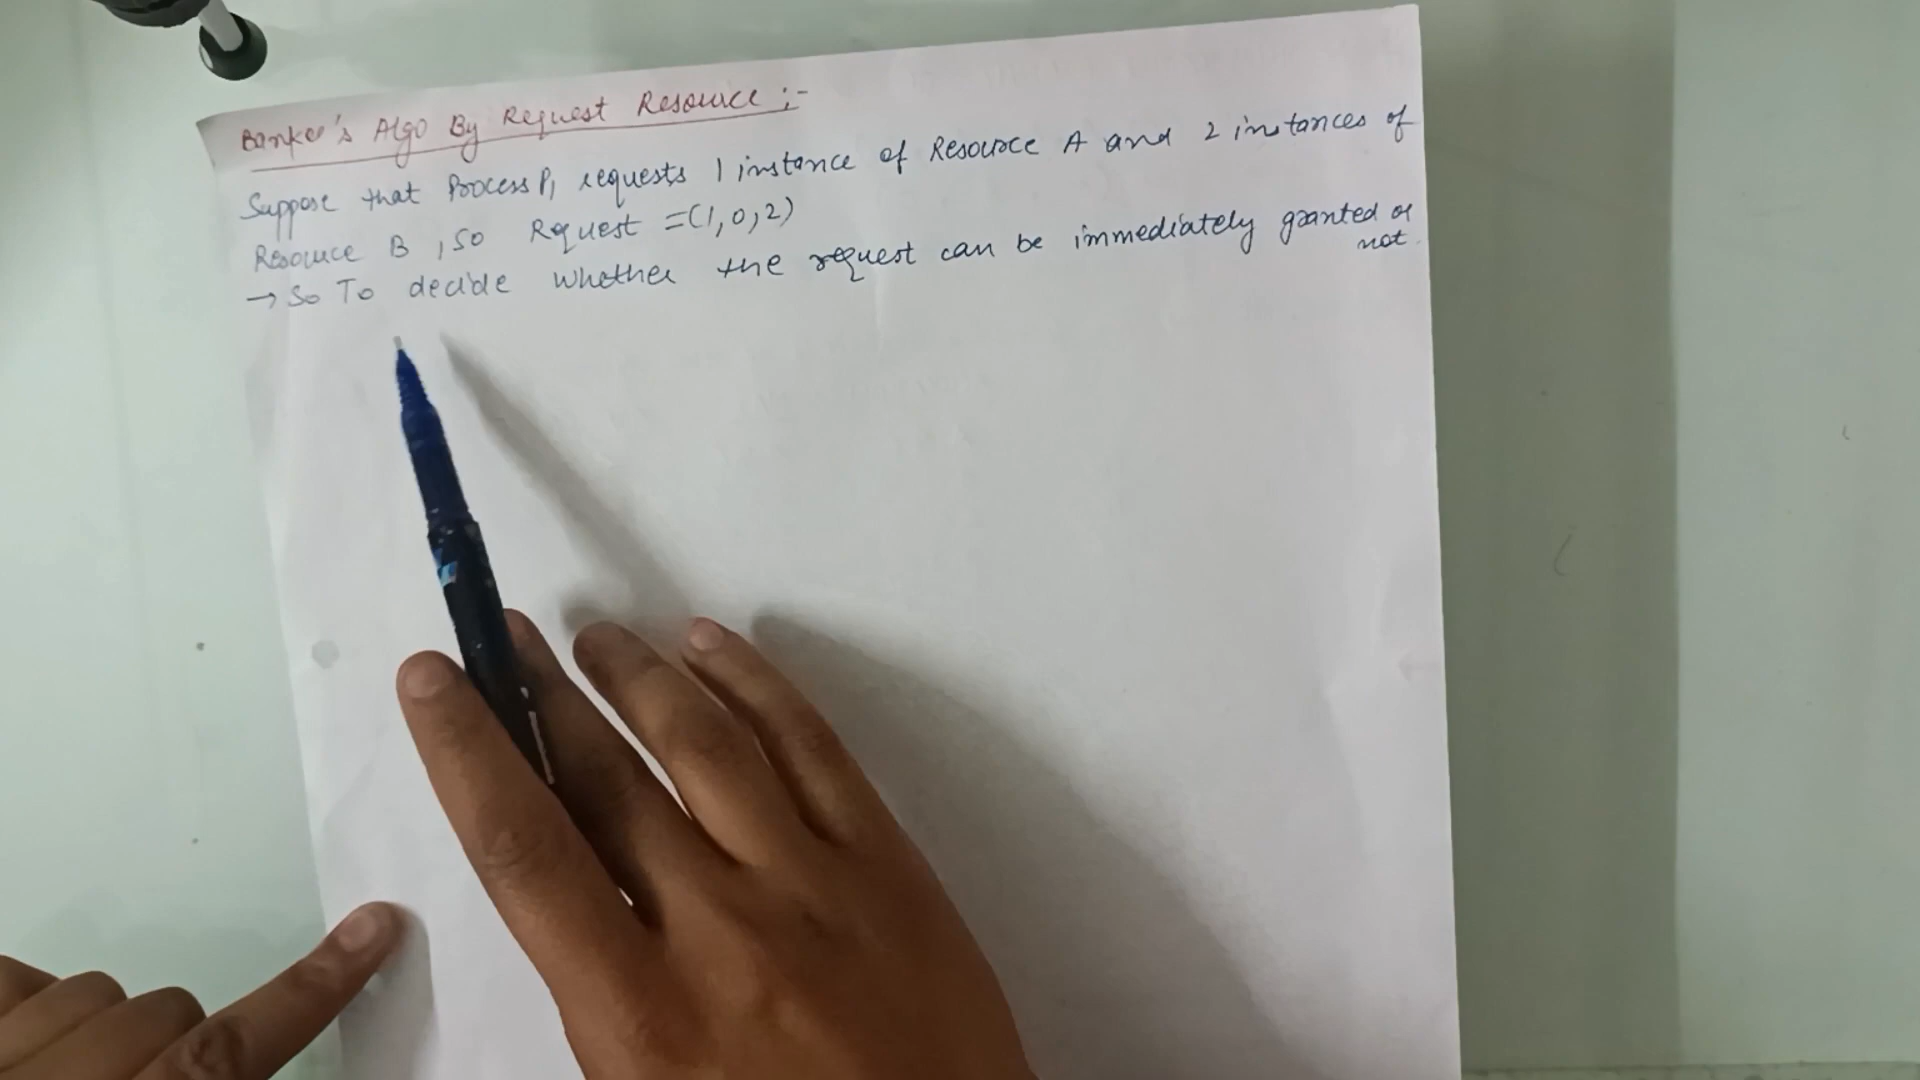 Banker's Algo By Request Resource :-
Suppose that Process P1 requests 1 instance of Resource A and 2 instances of
Resource B , So Request = (1, 0, 2)
→ So To decide whether the request can be immediately granted or
not.